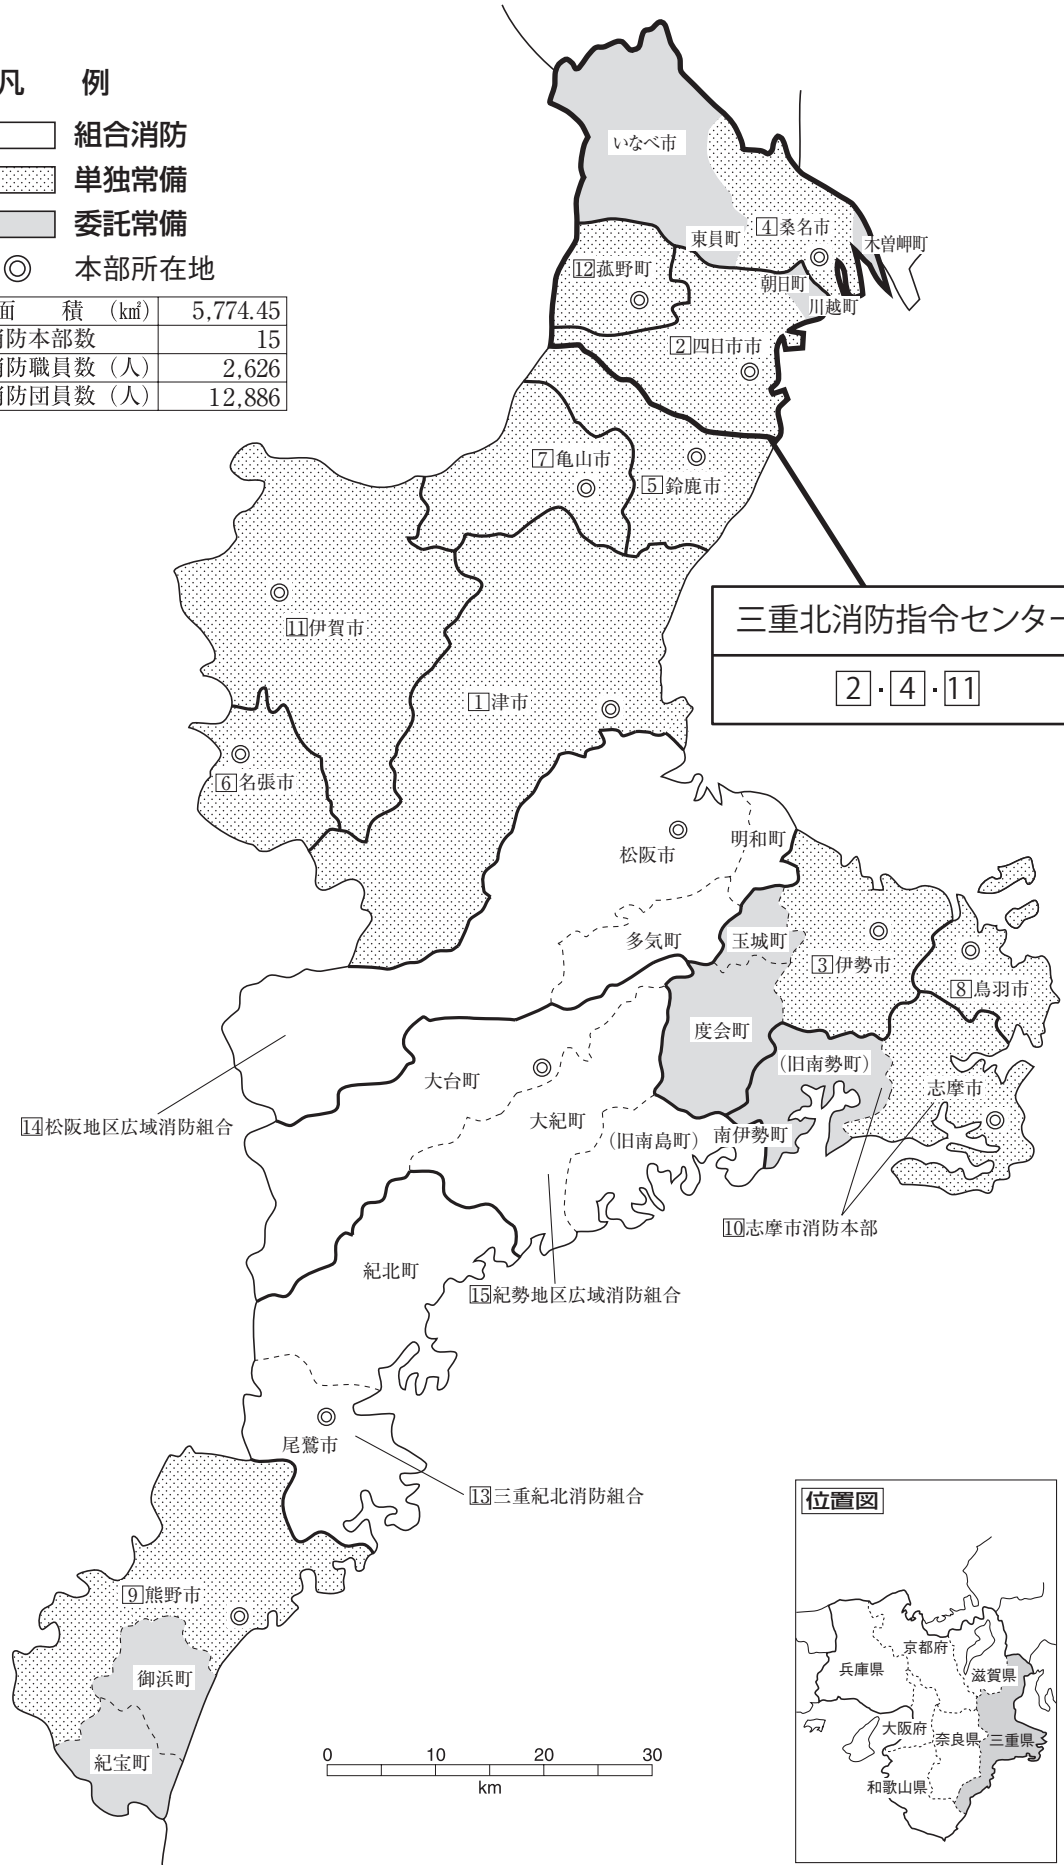 凡 例
組合消防
単独常備
委託常備
◎ 本部所在地
面 積 (㎢) 5,774.45
消防本部数 15
消防職員数（人） 2,626
消防団員数（人） 12,886
いなべ市
東員町
4 桑名市
木曽岬町
12 菰野町
朝日町
川越町
2 四日市市
7 亀山市
5 鈴鹿市
三重北消防指令センター
2・4・11
11 伊賀市
1 津市
6 名張市
松阪市
明和町
多気町
玉城町
3 伊勢市
8 鳥羽市
度会町
(旧南勢町)
志摩市
大台町
大紀町
(旧南島町)
南伊勢町
14 松阪地区広域消防組合
10 志摩市消防本部
紀北町
15 紀勢地区広域消防組合
尾鷲市
13 三重紀北消防組合
9 熊野市
御浜町
紀宝町
0 10 20 30
km
位置図
兵庫県
京都府
滋賀県
大阪府
奈良県
三重県
和歌山県